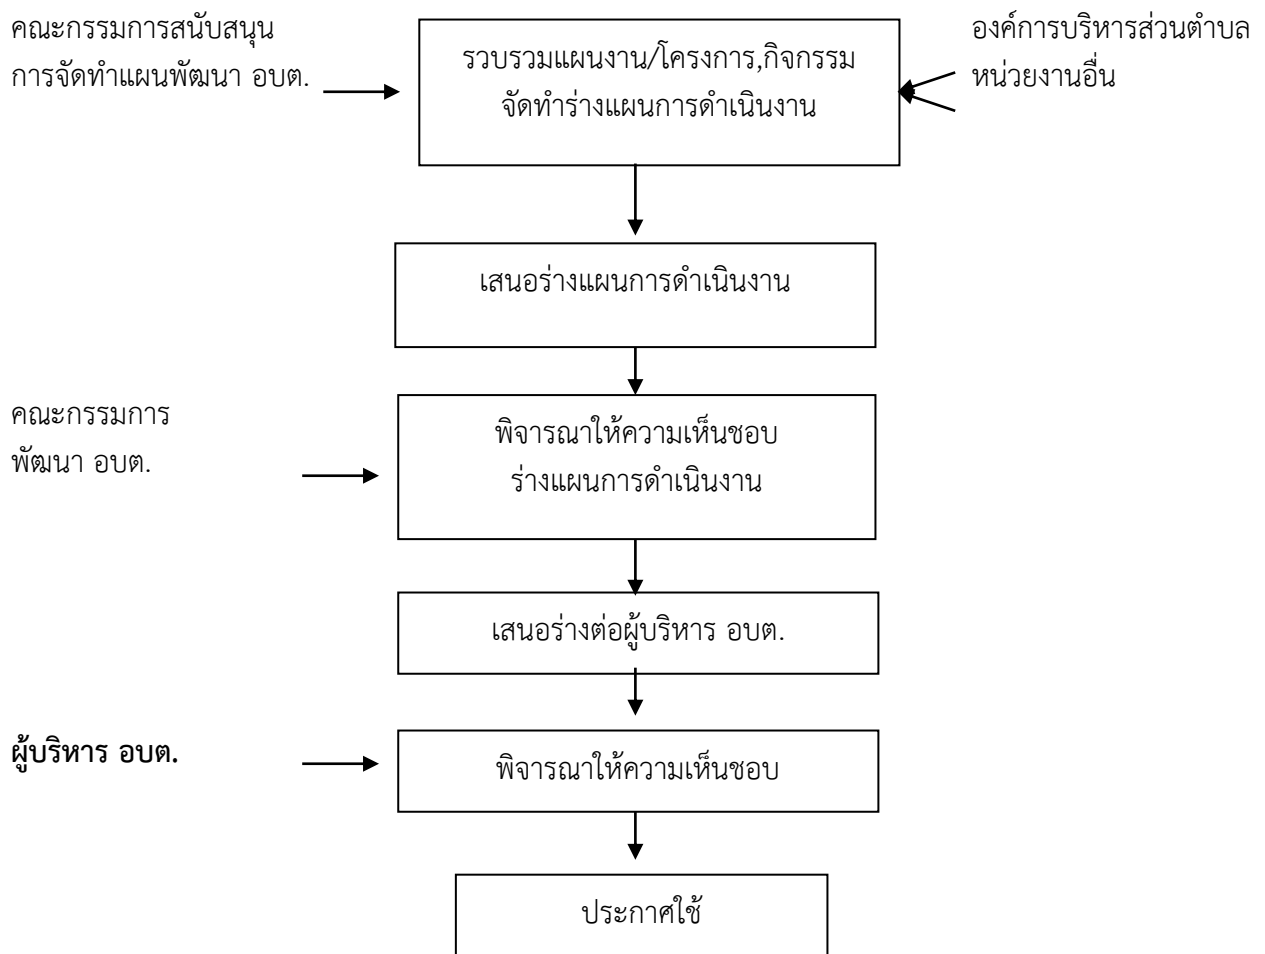 คณะกรรมการสนับสนุน
การจัดทำแผนพัฒนา อบต.
รวบรวมแผนงาน/โครงการ,กิจกรรม
จัดทำร่างแผนการดำเนินงาน
องค์การบริหารส่วนตำบล
หน่วยงานอื่น
เสนอร่างแผนการดำเนินงาน
คณะกรรมการ
พัฒนา อบต.
พิจารณาให้ความเห็นชอบ
ร่างแผนการดำเนินงาน
เสนอร่างต่อผู้บริหาร อบต.
ผู้บริหาร อบต.
พิจารณาให้ความเห็นชอบ
ประกาศใช้